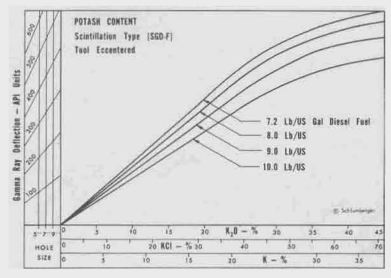 POTASH CONTENT
Scintillation Type (SGD-F)
Tool Eccentered
Gamma Ray Deflection - API Units
600
500
400
300
200
100
7.2 Lb/US Gal Diesel Fuel
8.0 Lb/US
9.0 Lb/US
10.0 Lb/US
© Schlumberger
5" 7" 9"
HOLE
SIZE
0 5 10 15 20 K₂O - % 30 35 40 45
0 10 20 KCl - % 30 40 50 60 70
0 5 10 15 20 K - % 30 35